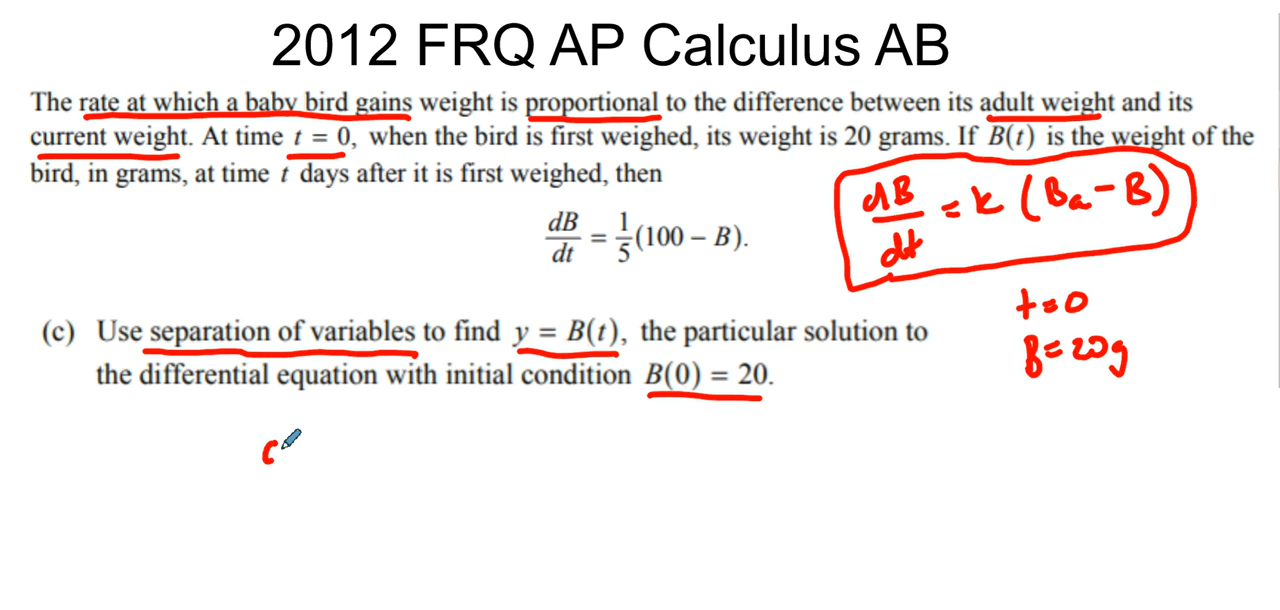 2012 FRQ AP Calculus AB
The rate at which a baby bird gains weight is proportional to the difference between its adult weight and its
current weight. At time t = 0, when the bird is first weighed, its weight is 20 grams. If B(t) is the weight of the
bird, in grams, at time t days after it is first weighed, then
dB/dt = 1/5(100 – B).
dB/dt = k (Ba – B)
t=0
B=20g
(c) Use separation of variables to find y = B(t), the particular solution to
the differential equation with initial condition B(0) = 20.